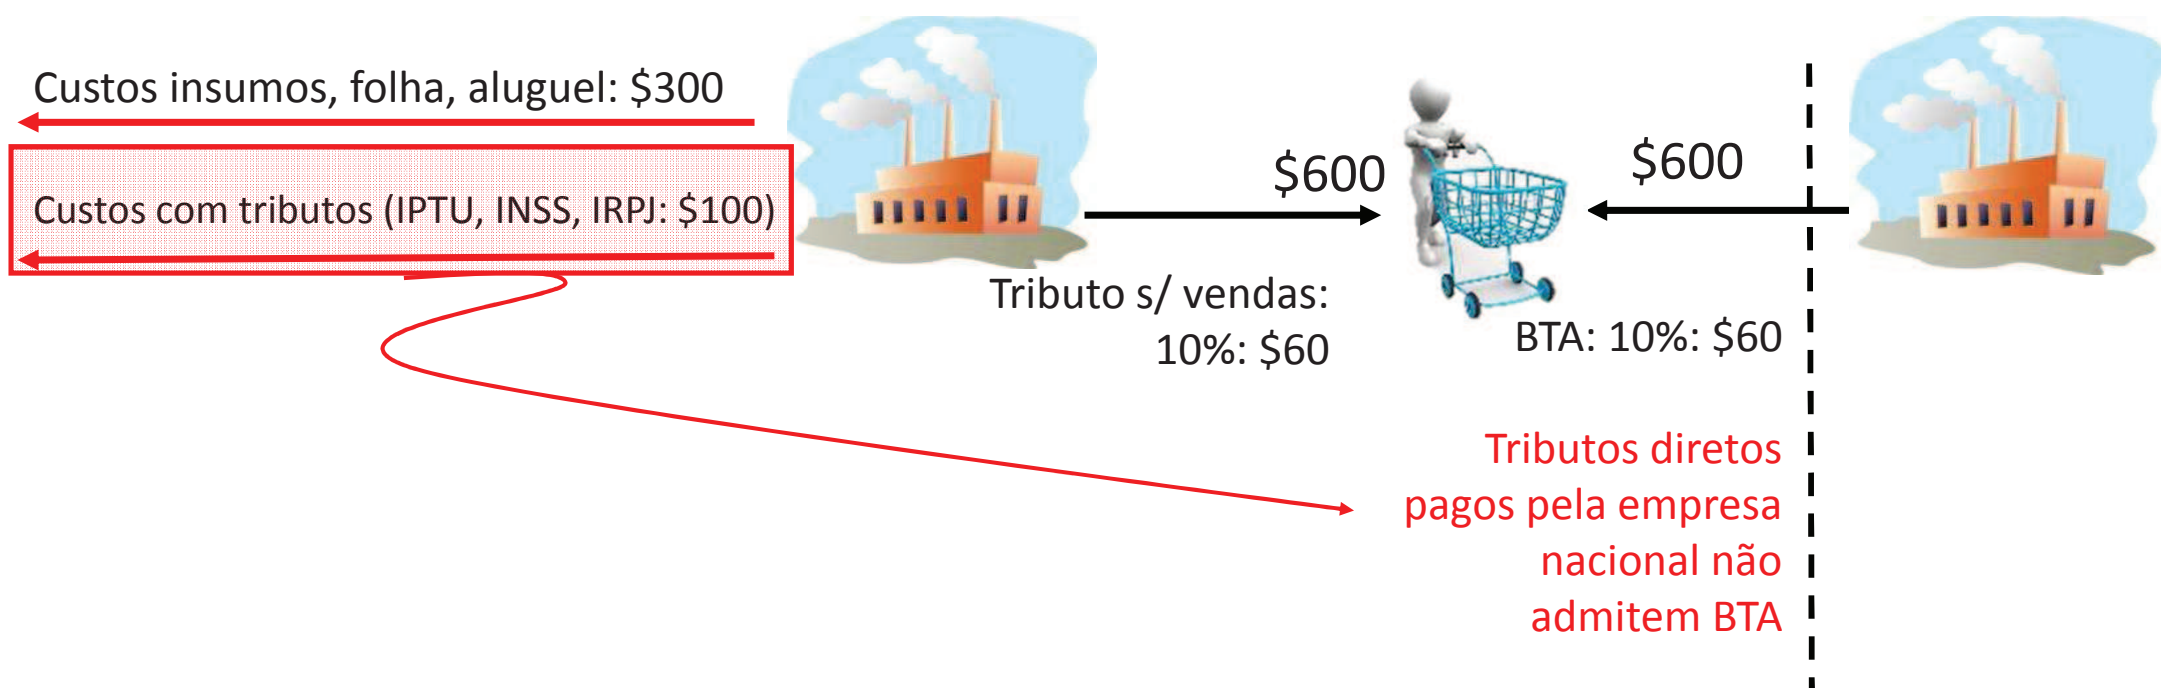 Custos insumos, folha, aluguel: $300
Custos com tributos (IPTU, INSS, IRPJ: $100)
$600
Tributo s/ vendas:
10%: $60
$600
BTA: 10%: $60
Tributos diretos
pagos pela empresa
nacional não
admitem BTA